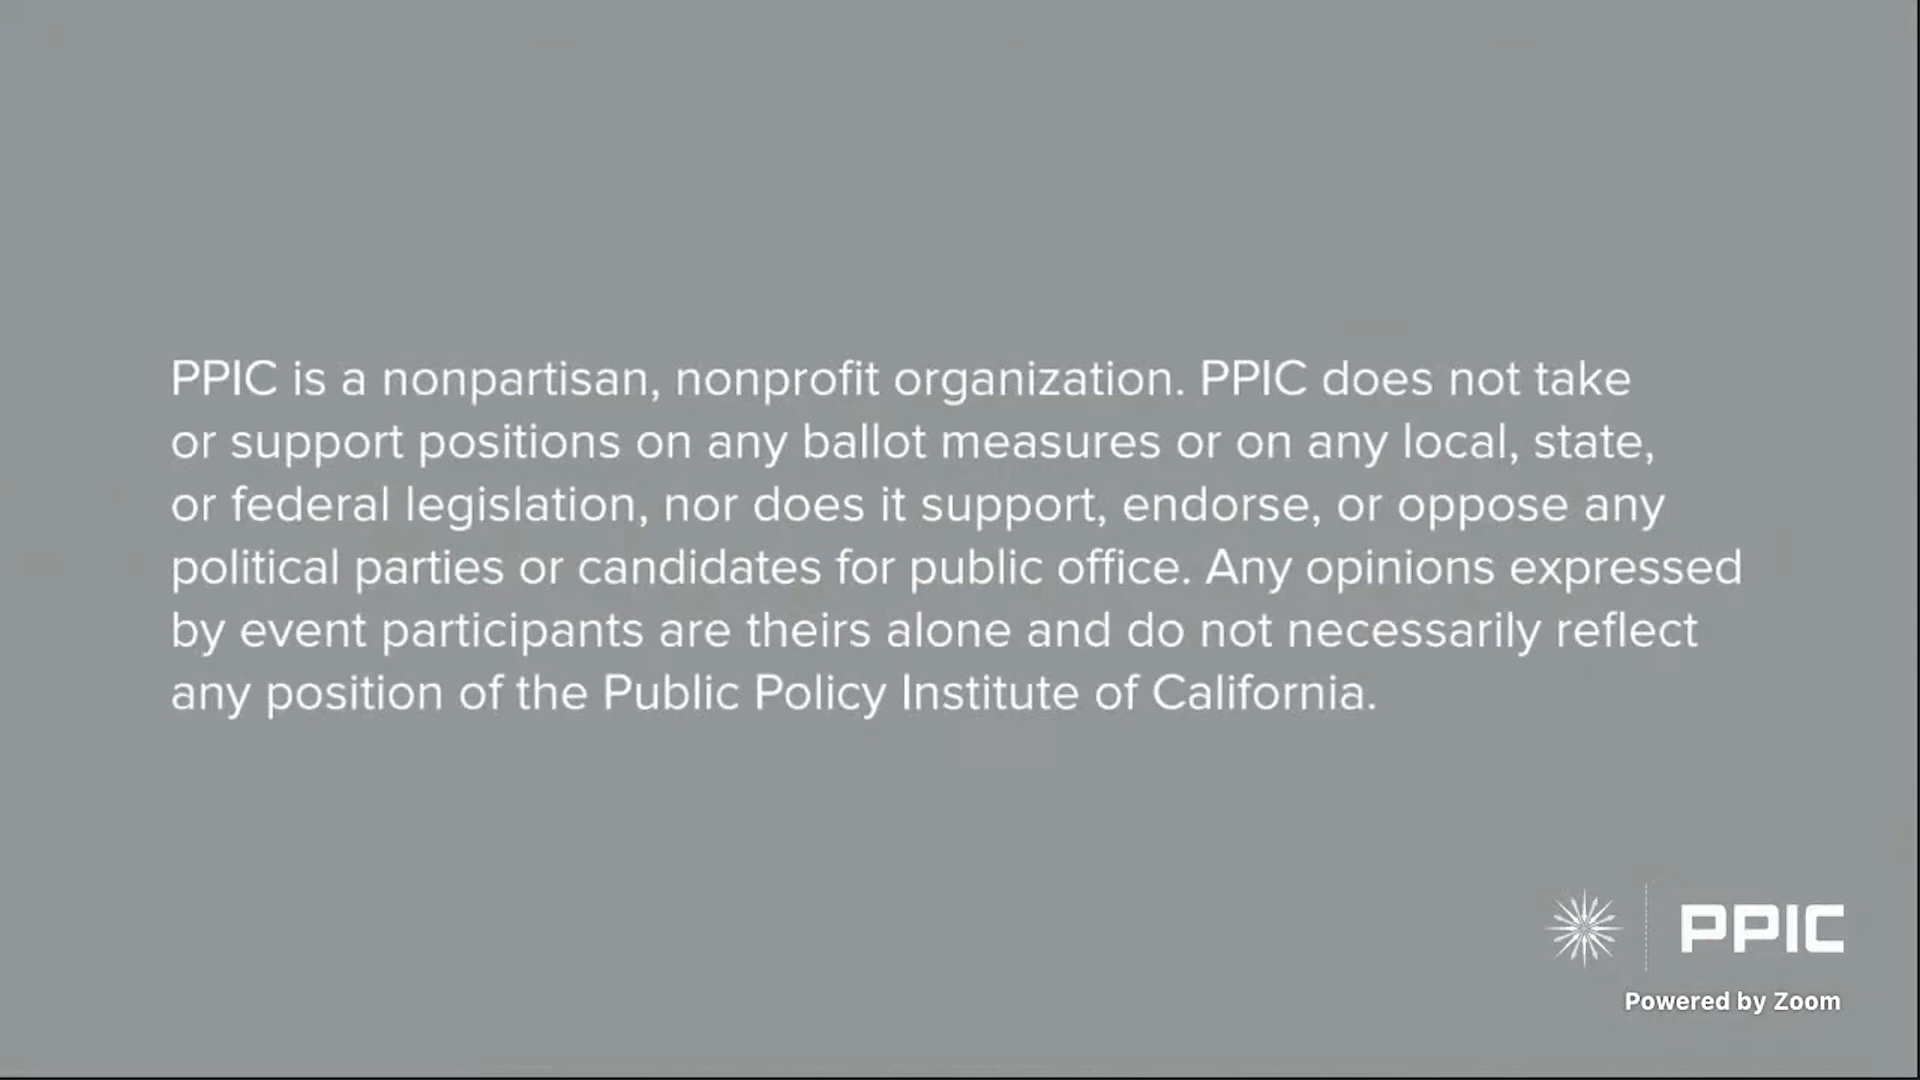 PPIC is a nonpartisan, nonprofit organization. PPIC does not take
or support positions on any ballot measures or on any local, state,
or federal legislation, nor does it support, endorse, or oppose any
political parties or candidates for public office. Any opinions expressed
by event participants are theirs alone and do not necessarily reflect
any position of the Public Policy Institute of California.
PPIC
Powered by Zoom